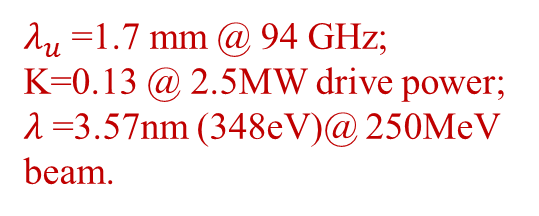 λᵤ =1.7 mm @ 94 GHz;
K=0.13 @ 2.5MW drive power;
λ =3.57nm (348eV)@ 250MeV
beam.